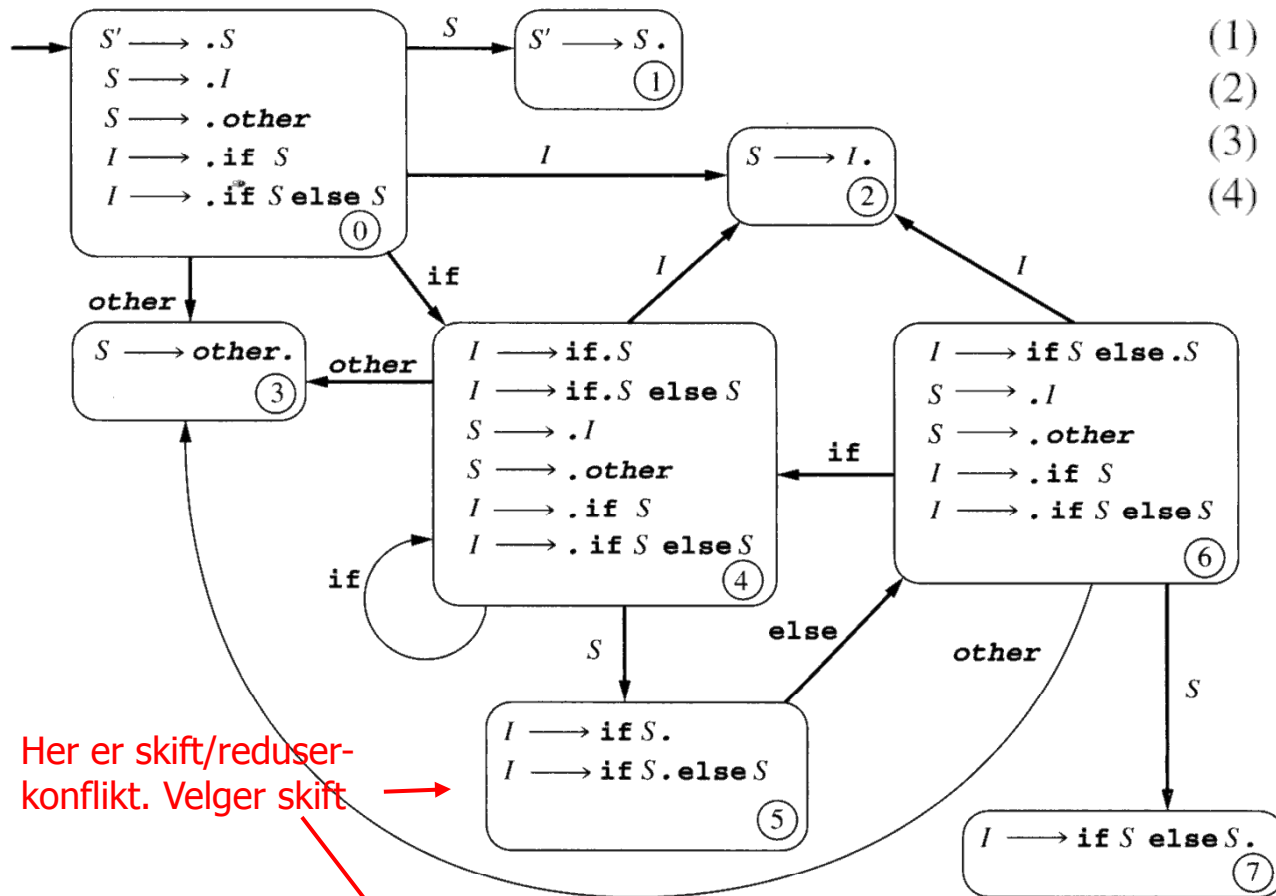 S' ⟶ .S
S ⟶ .I
S ⟶ .other
I ⟶ .if S
I ⟶ .if S else S
0
S
S' ⟶ S.
1
(1)
(2)
(3)
(4)
I
S ⟶ I.
2
other
if
I
I
S ⟶ other.
3
other
I ⟶ if.S
I ⟶ if.S else S
S ⟶ .I
S ⟶ .other
I ⟶ .if S
I ⟶ .if S else S
4
if
if
I ⟶ if S else.S
S ⟶ .I
S ⟶ .other
I ⟶ .if S
I ⟶ .if S else S
6
S
else
other
S
Her er skift/reduser-
konflikt. Velger skift
I ⟶ if S.
I ⟶ if S.else S
5
I ⟶ if S else S.
7